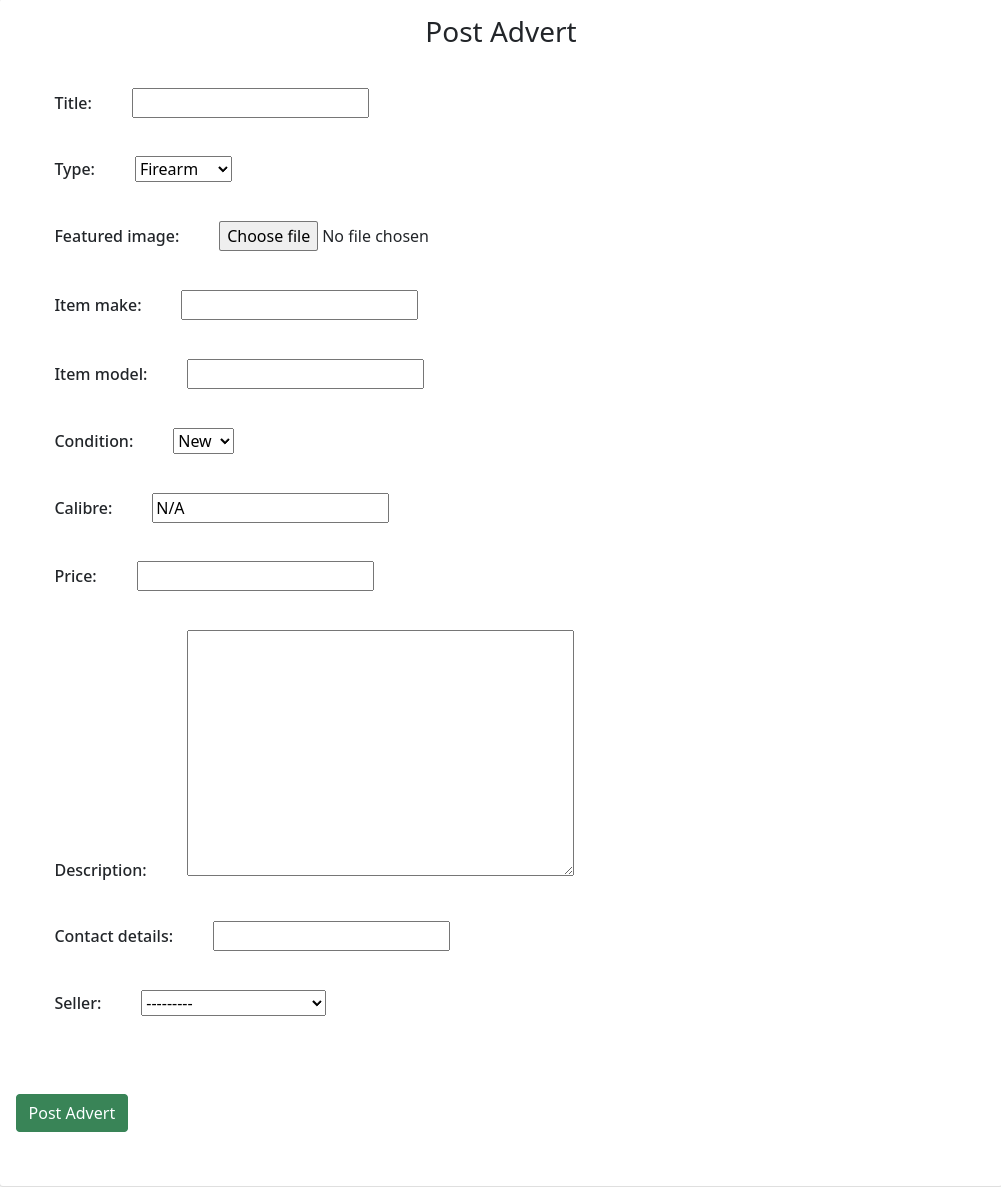 Post Advert
Title:
Type: Firearm
Featured image: Choose file No file chosen
Item make:
Item model:
Condition: New
Calibre: N/A
Price:
Description:
Contact details:
Seller: ---------
Post Advert